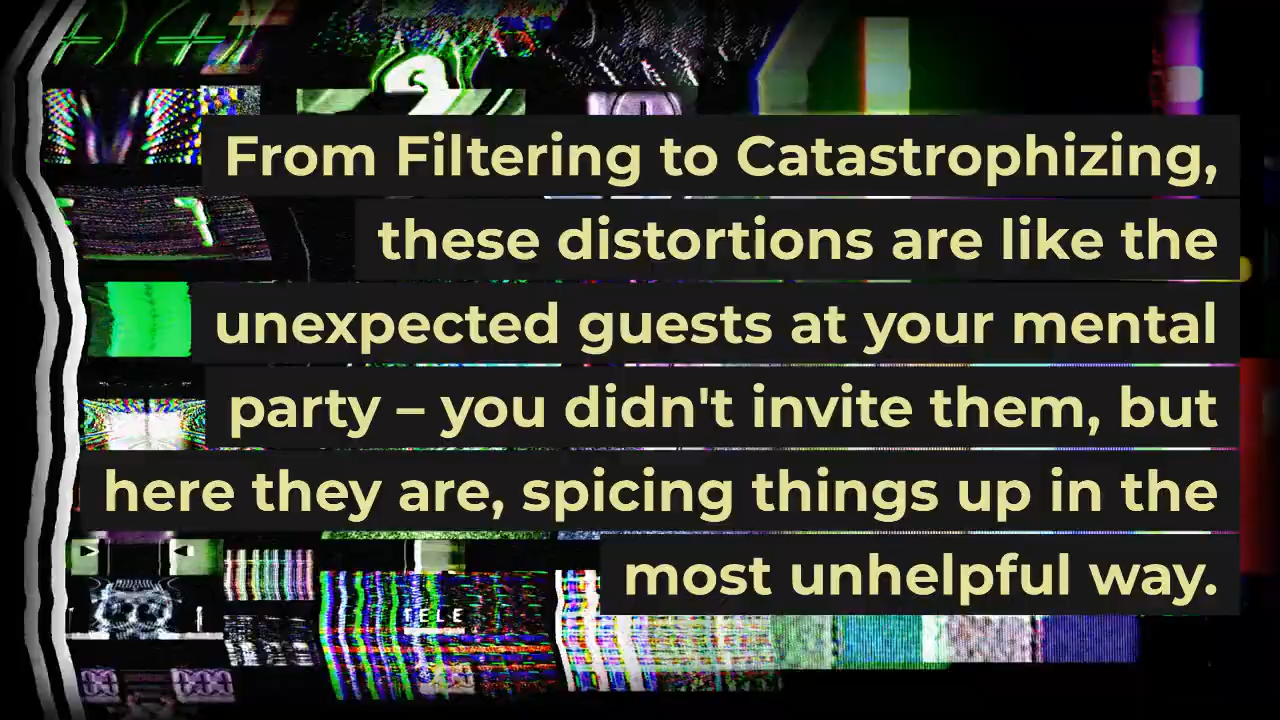 From Filtering to Catastrophizing,
these distortions are like the
unexpected guests at your mental
party – you didn't invite them, but
here they are, spicing things up in the
most unhelpful way.
TELE